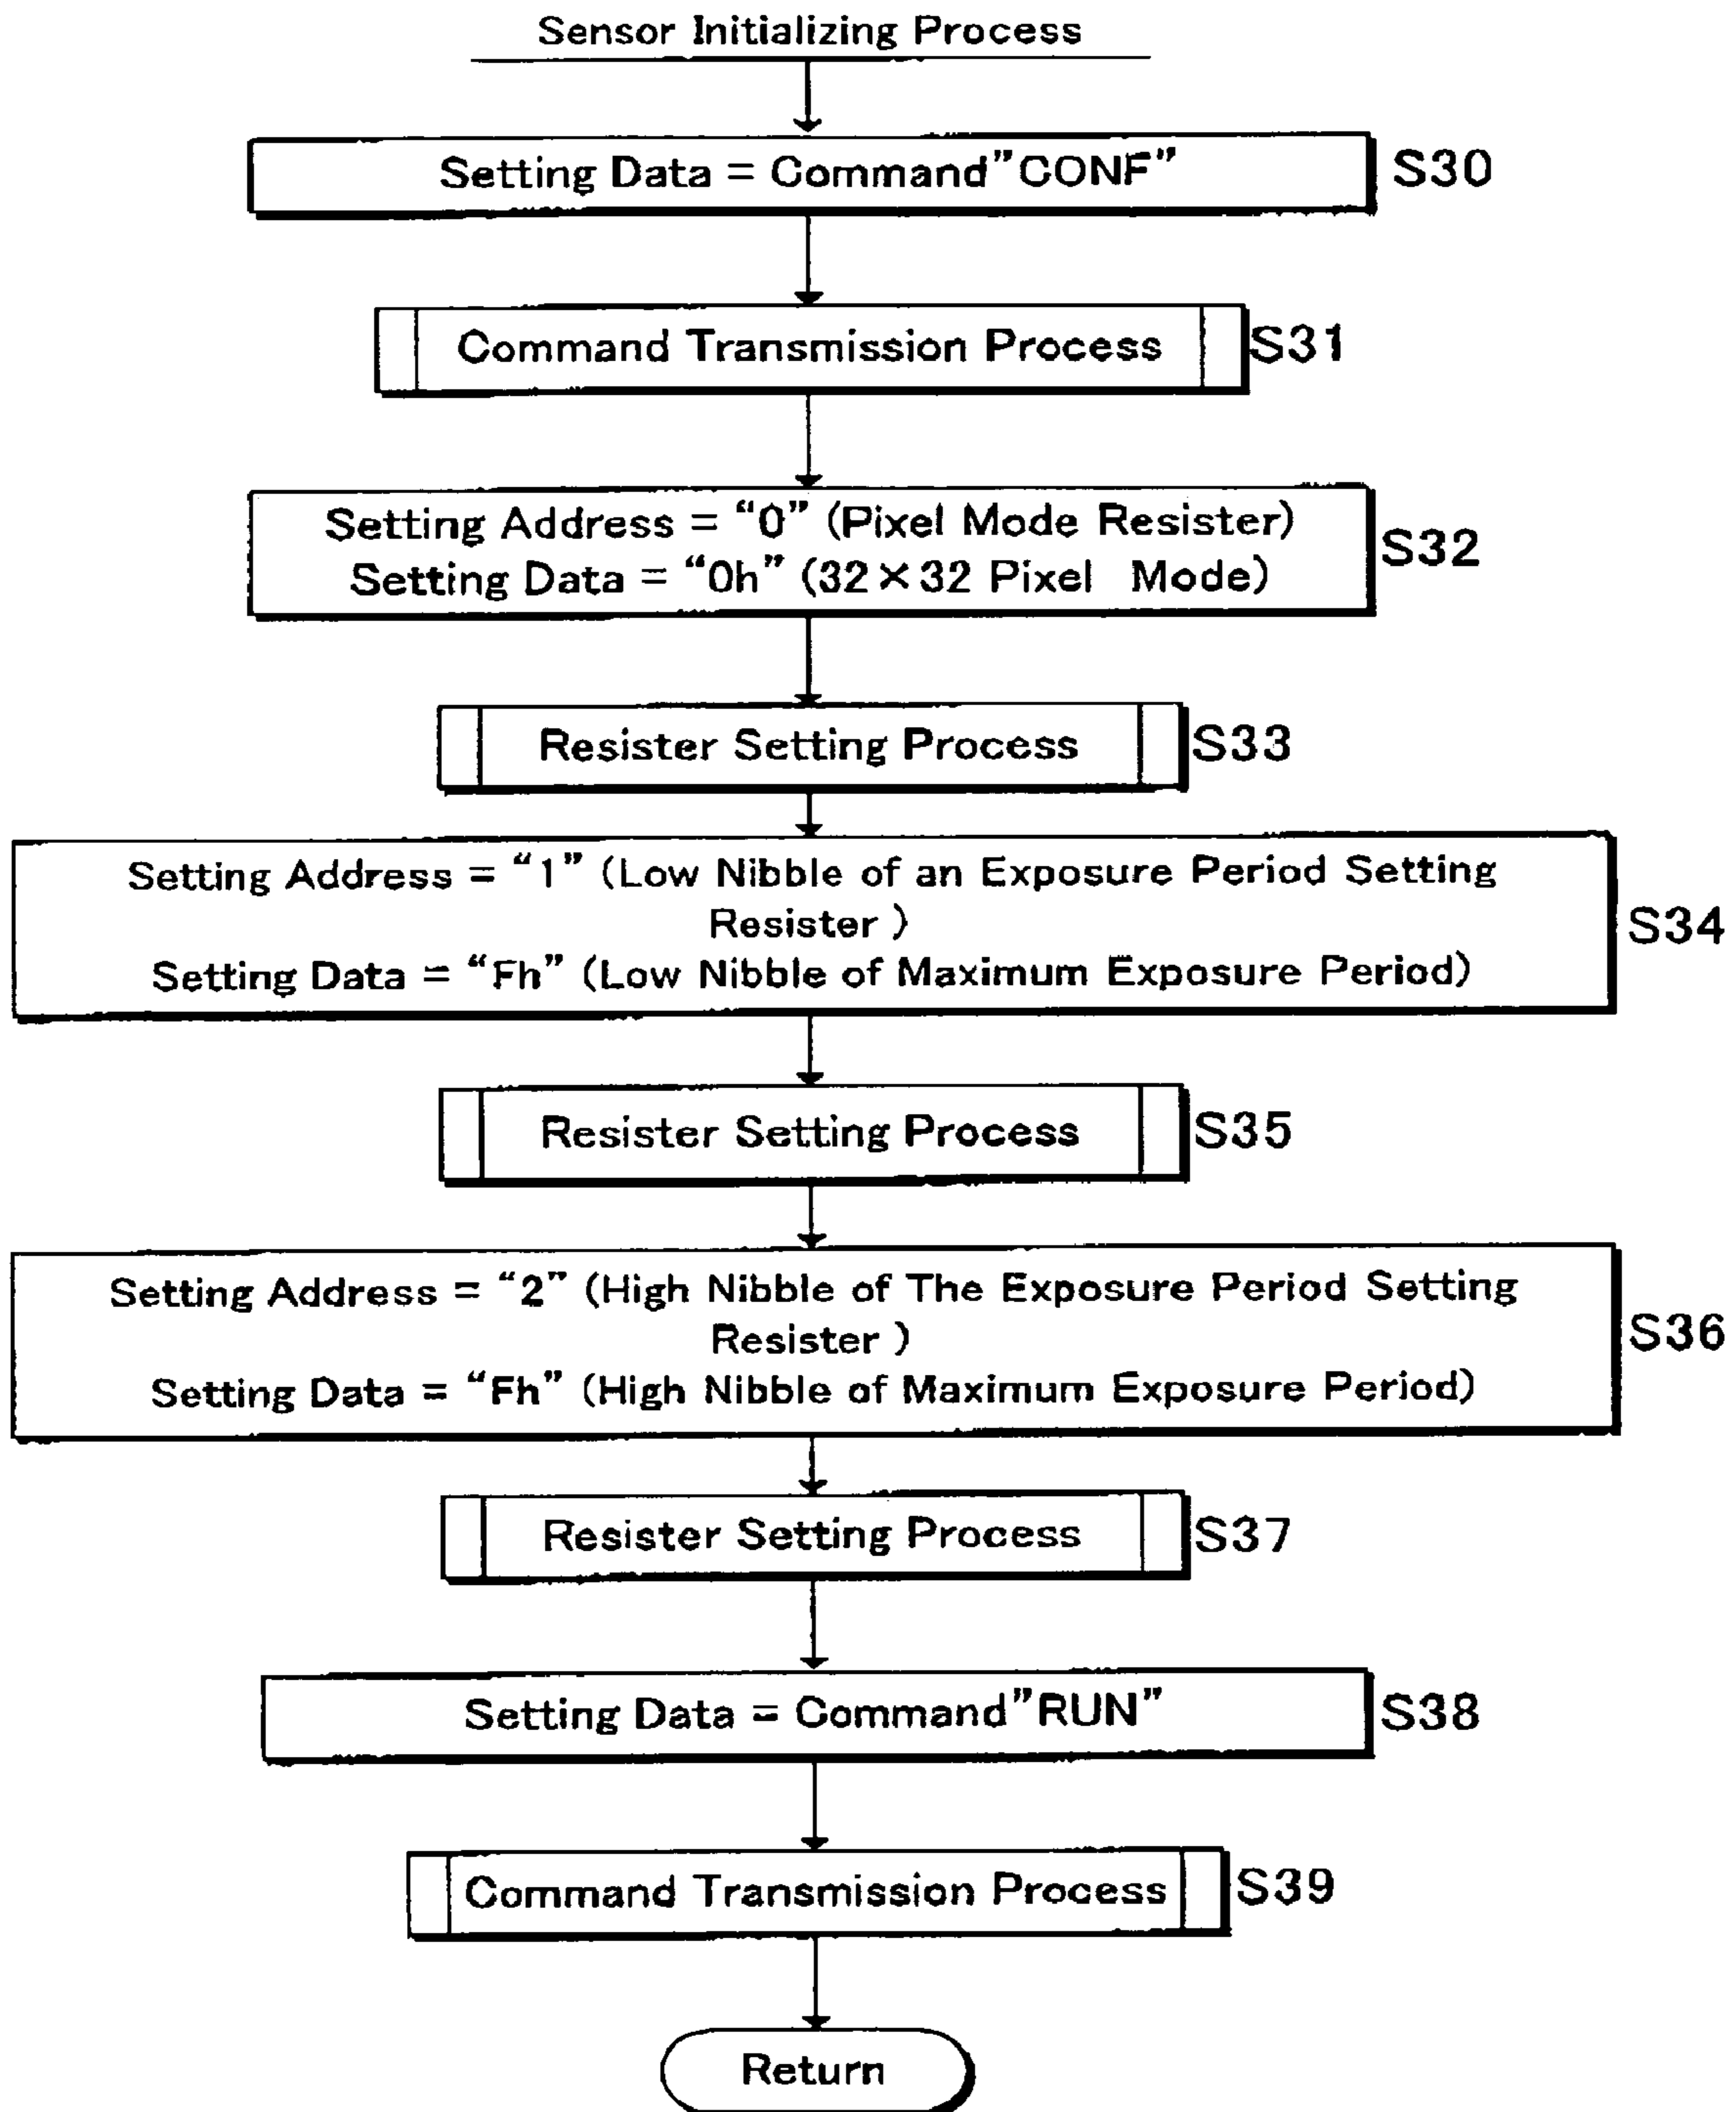 Sensor Initializing Process
Setting Data = Command"CONF"
S30
Command Transmission Process
S31
Setting Address = "0" (Pixel Mode Resister)
Setting Data = "0h" (32×32 Pixel Mode)
S32
Resister Setting Process
S33
Setting Address = "1" (Low Nibble of an Exposure Period Setting
Resister )
Setting Data = "Fh" (Low Nibble of Maximum Exposure Period)
S34
Resister Setting Process
S35
Setting Address = "2" (High Nibble of The Exposure Period Setting
Resister )
Setting Data = "Fh" (High Nibble of Maximum Exposure Period)
S36
Resister Setting Process
S37
Setting Data = Command"RUN"
S38
Command Transmission Process
S39
Return